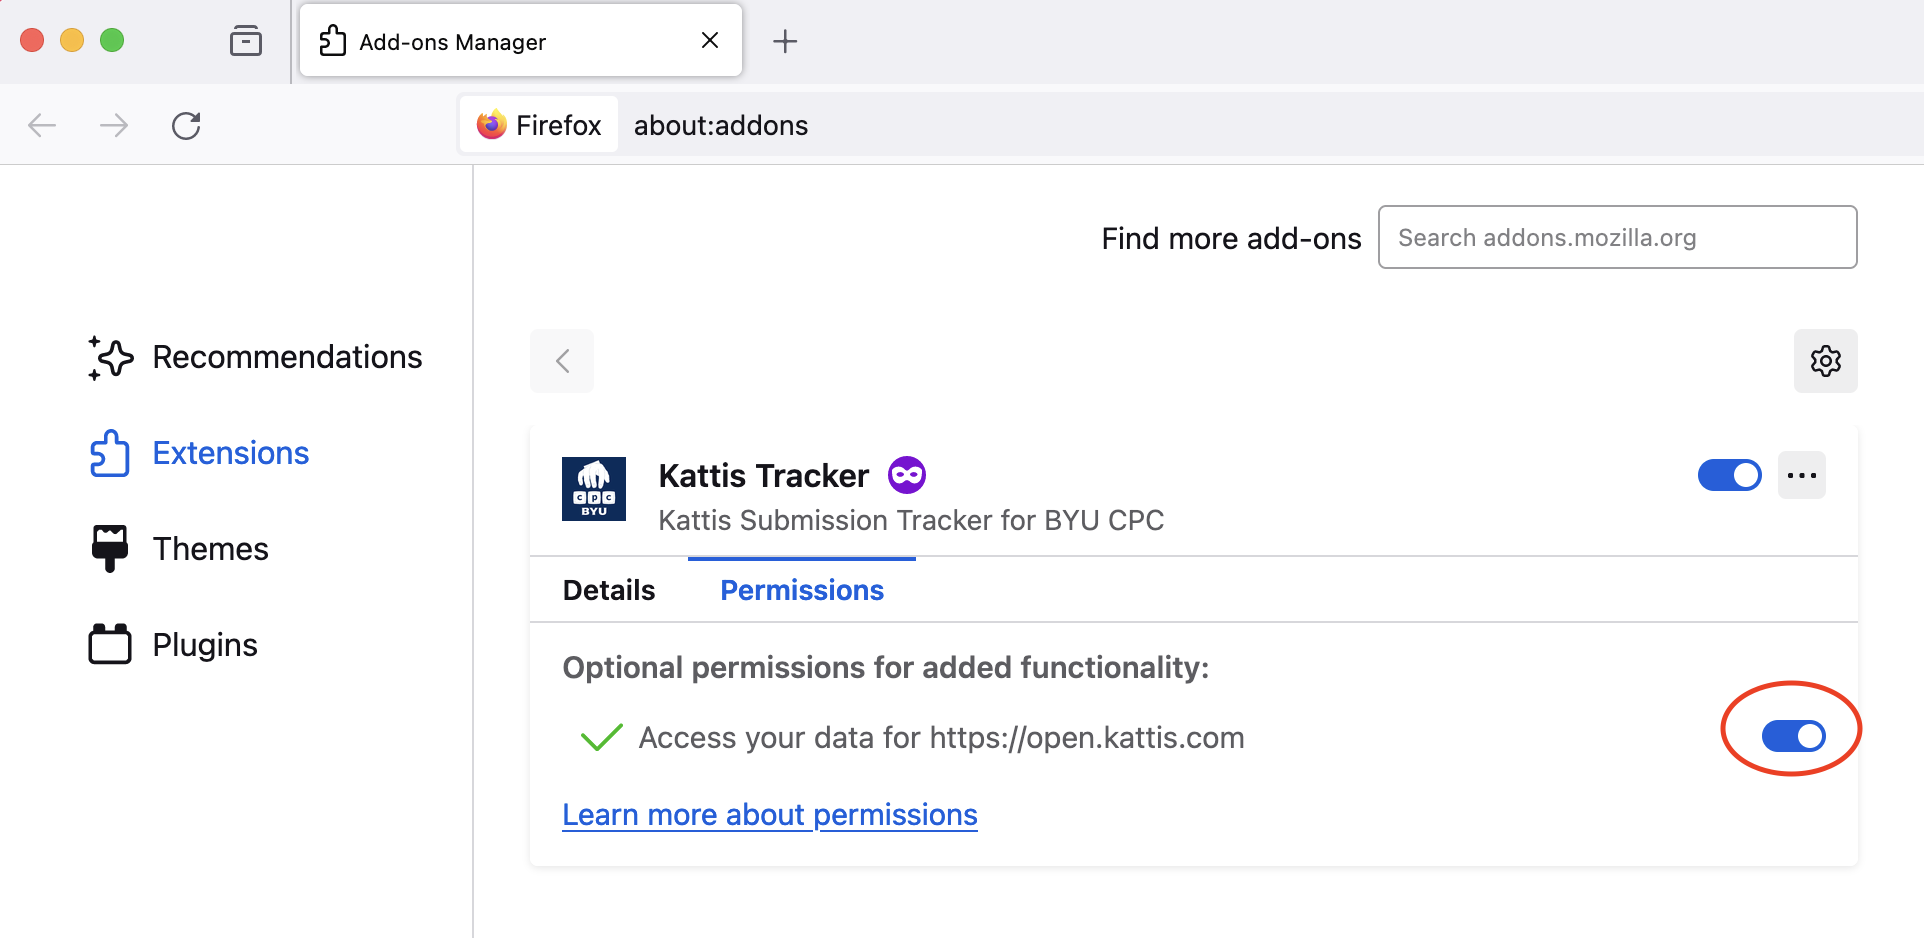 Add-ons Manager
Firefox about:addons
Find more add-ons Search addons.mozilla.org
Recommendations
Extensions
Themes
Plugins
cpc
BYU
Kattis Tracker
Kattis Submission Tracker for BYU CPC
Details Permissions
Optional permissions for added functionality:
Access your data for https://open.kattis.com
Learn more about permissions